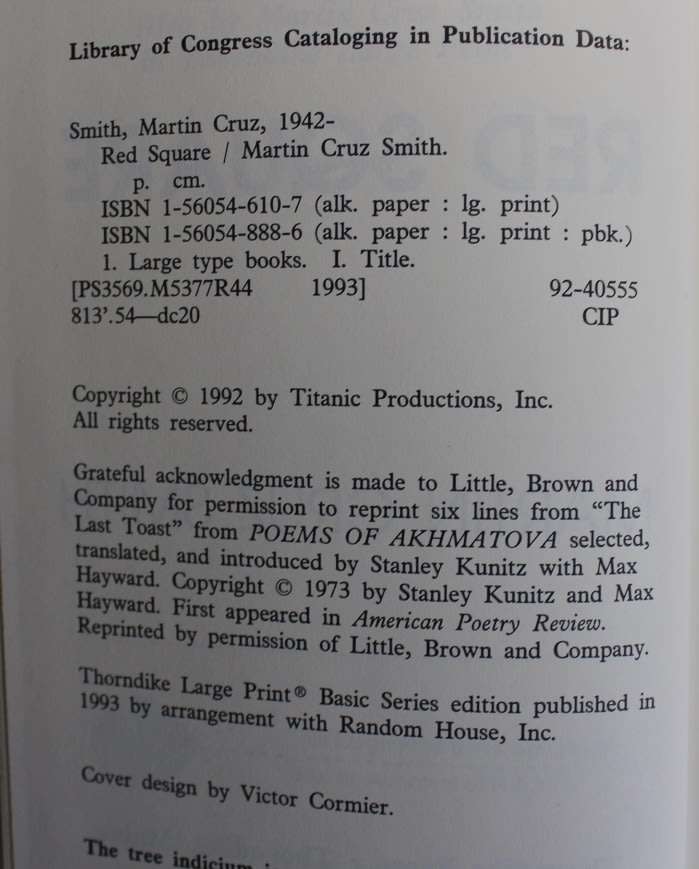 Library of Congress Cataloging in Publication Data:
Smith, Martin Cruz, 1942-
Red Square / Martin Cruz Smith.
p. cm.
ISBN 1-56054-610-7 (alk. paper : lg. print)
ISBN 1-56054-888-6 (alk. paper : lg. print : pbk.)
1. Large type books. I. Title.
[PS3569.M5377R44 1993] 92-40555
813'.54—dc20 CIP
Copyright © 1992 by Titanic Productions, Inc.
All rights reserved.
Grateful acknowledgment is made to Little, Brown and
Company for permission to reprint six lines from “The
Last Toast” from POEMS OF AKHMATOVA selected,
translated, and introduced by Stanley Kunitz with Max
Hayward. Copyright © 1973 by Stanley Kunitz and Max
Hayward. First appeared in American Poetry Review.
Reprinted by permission of Little, Brown and Company.
Thorndike Large Print® Basic Series edition published in
1993 by arrangement with Random House, Inc.
Cover design by Victor Cormier.
The tree indicium